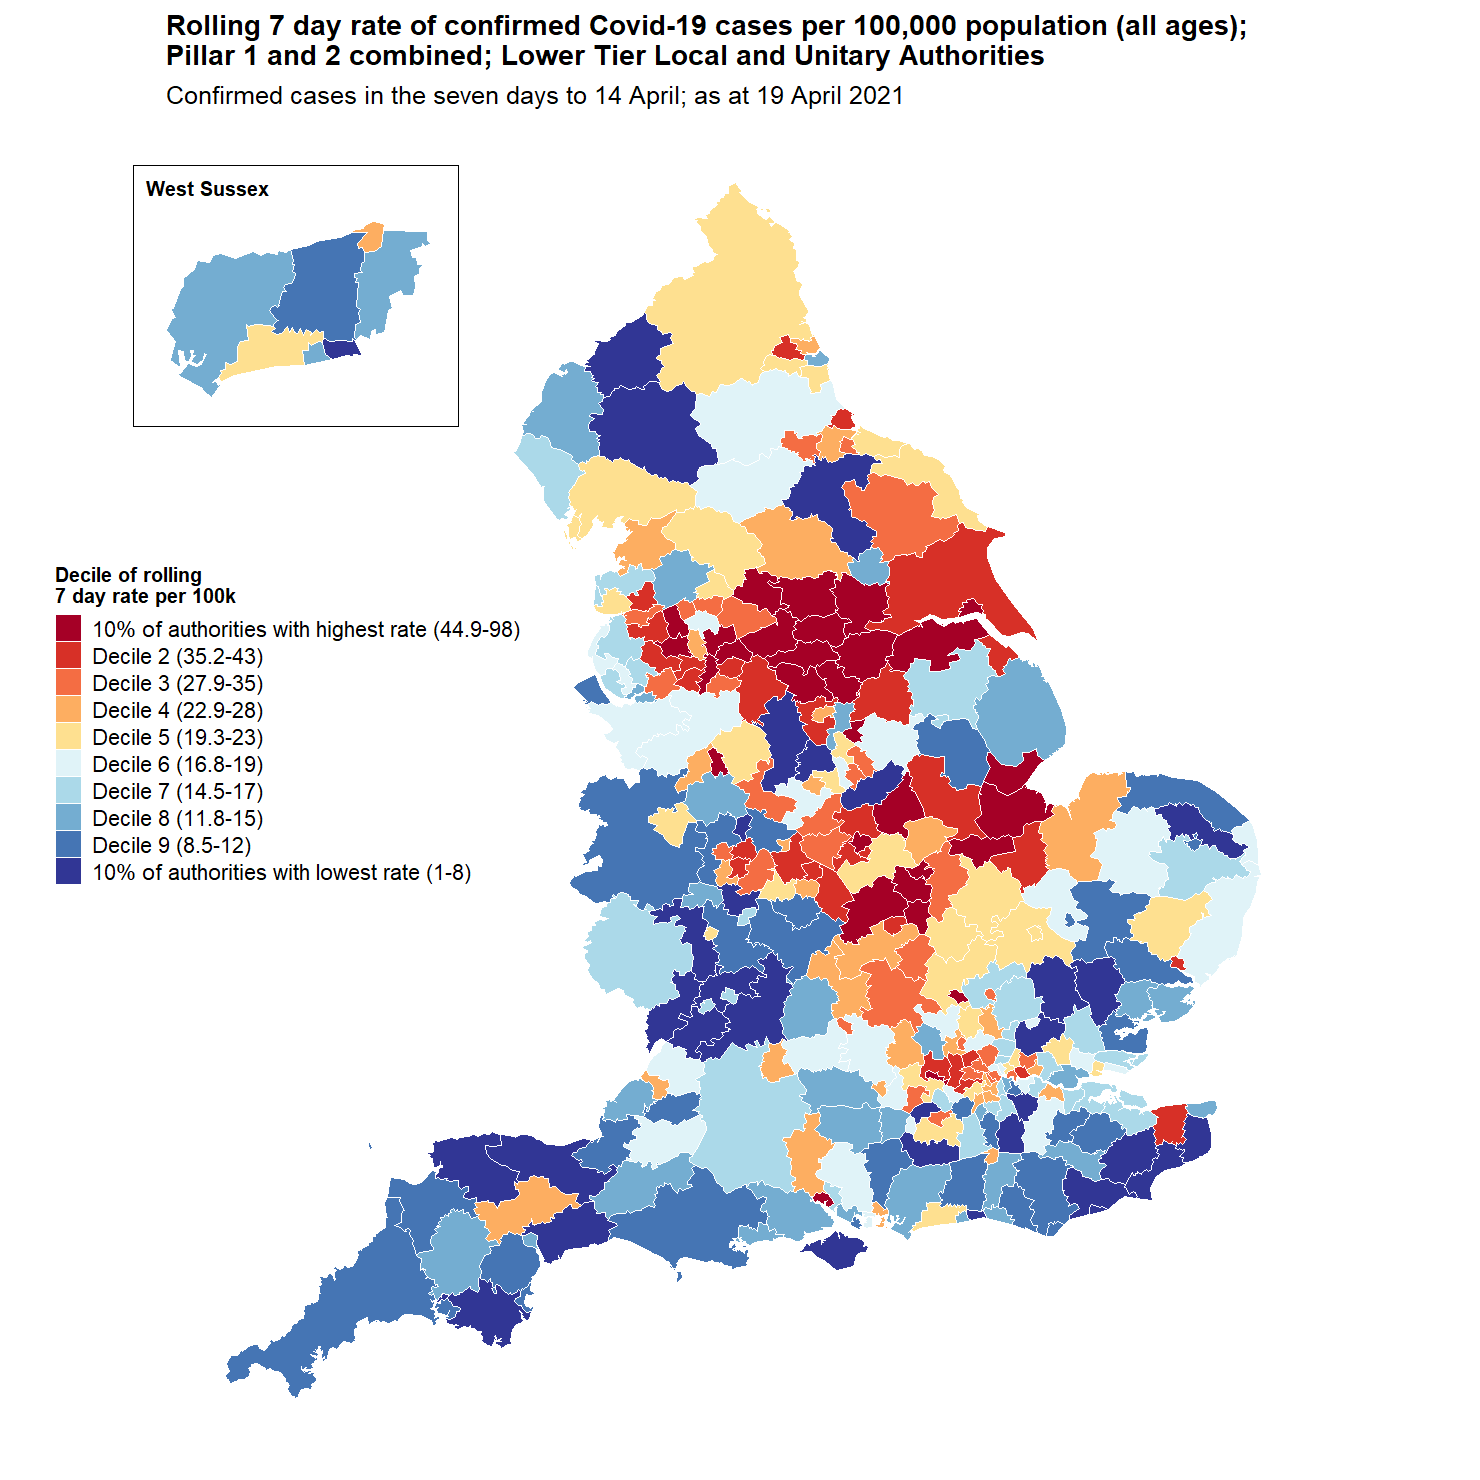 Rolling 7 day rate of confirmed Covid-19 cases per 100,000 population (all ages);
Pillar 1 and 2 combined; Lower Tier Local and Unitary Authorities
Confirmed cases in the seven days to 14 April; as at 19 April 2021
West Sussex
Decile of rolling
7 day rate per 100k
10% of authorities with highest rate (44.9-98)
Decile 2 (35.2-43)
Decile 3 (27.9-35)
Decile 4 (22.9-28)
Decile 5 (19.3-23)
Decile 6 (16.8-19)
Decile 7 (14.5-17)
Decile 8 (11.8-15)
Decile 9 (8.5-12)
10% of authorities with lowest rate (1-8)